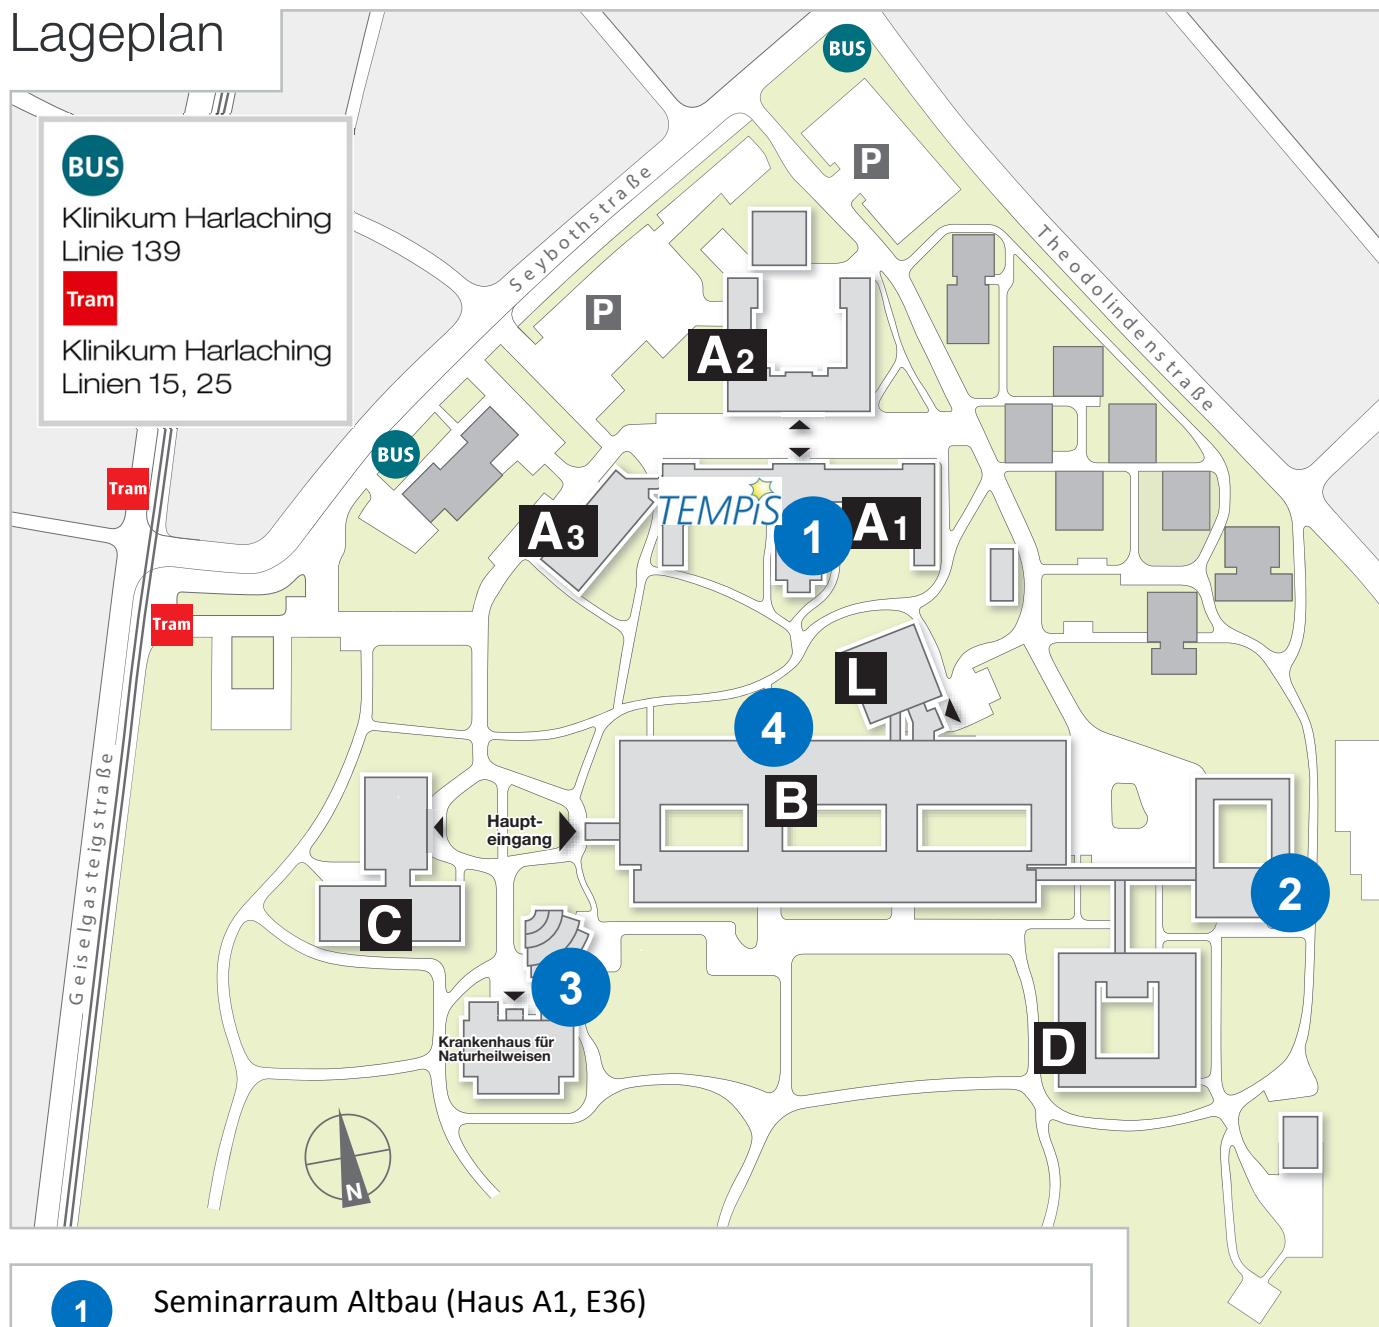 Lageplan
BUS
BUS
Klinikum Harlaching
Linie 139
Tram
Klinikum Harlaching
Linien 15, 25
P
Seybothstraße
Theodolindenstraße
P
A2
BUS
Tram
TEMPiS
A3
1
A1
Tram
L
4
B
Geiselgasteigstraße
Haupt-
eingang
2
C
3
D
Krankenhaus für
Naturheilweisen
N
1 Seminarraum Altbau (Haus A1, E36)